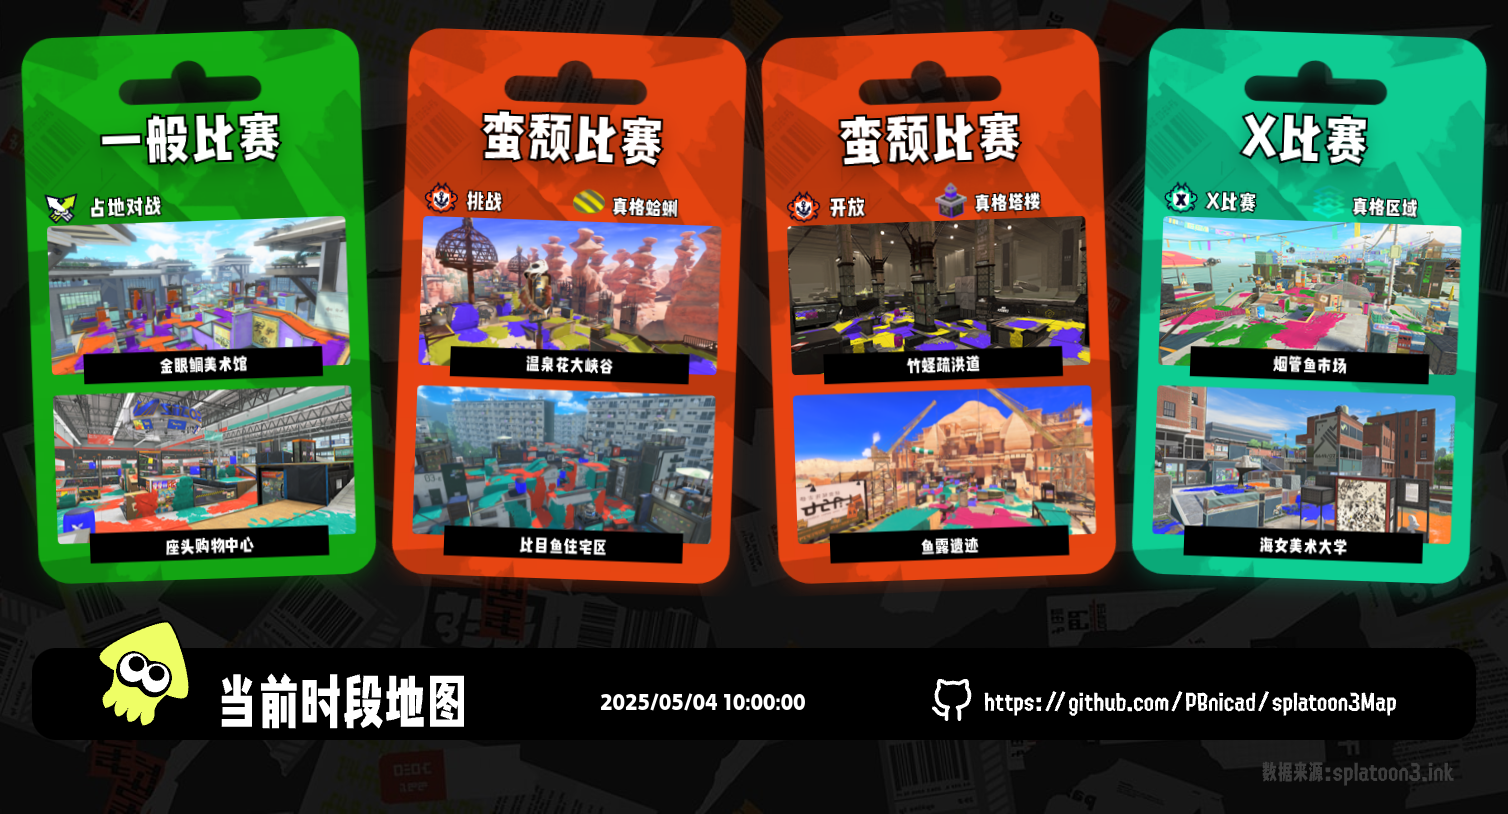 一般比赛
占地对战
金眼鲷美术馆
座头购物中心
蛮颓比赛
挑战
真格蛤蜊
温泉花大峡谷
比目鱼住宅区
蛮颓比赛
开放
真格塔楼
竹蛏疏洪道
鱼露遗迹
X比赛
X比赛
真格区域
烟管鱼市场
海女美术大学
当前时段地图
2025/05/04 10:00:00
https://github.com/PBnicad/splatoon3Map
数据来源:splatoon3.ink